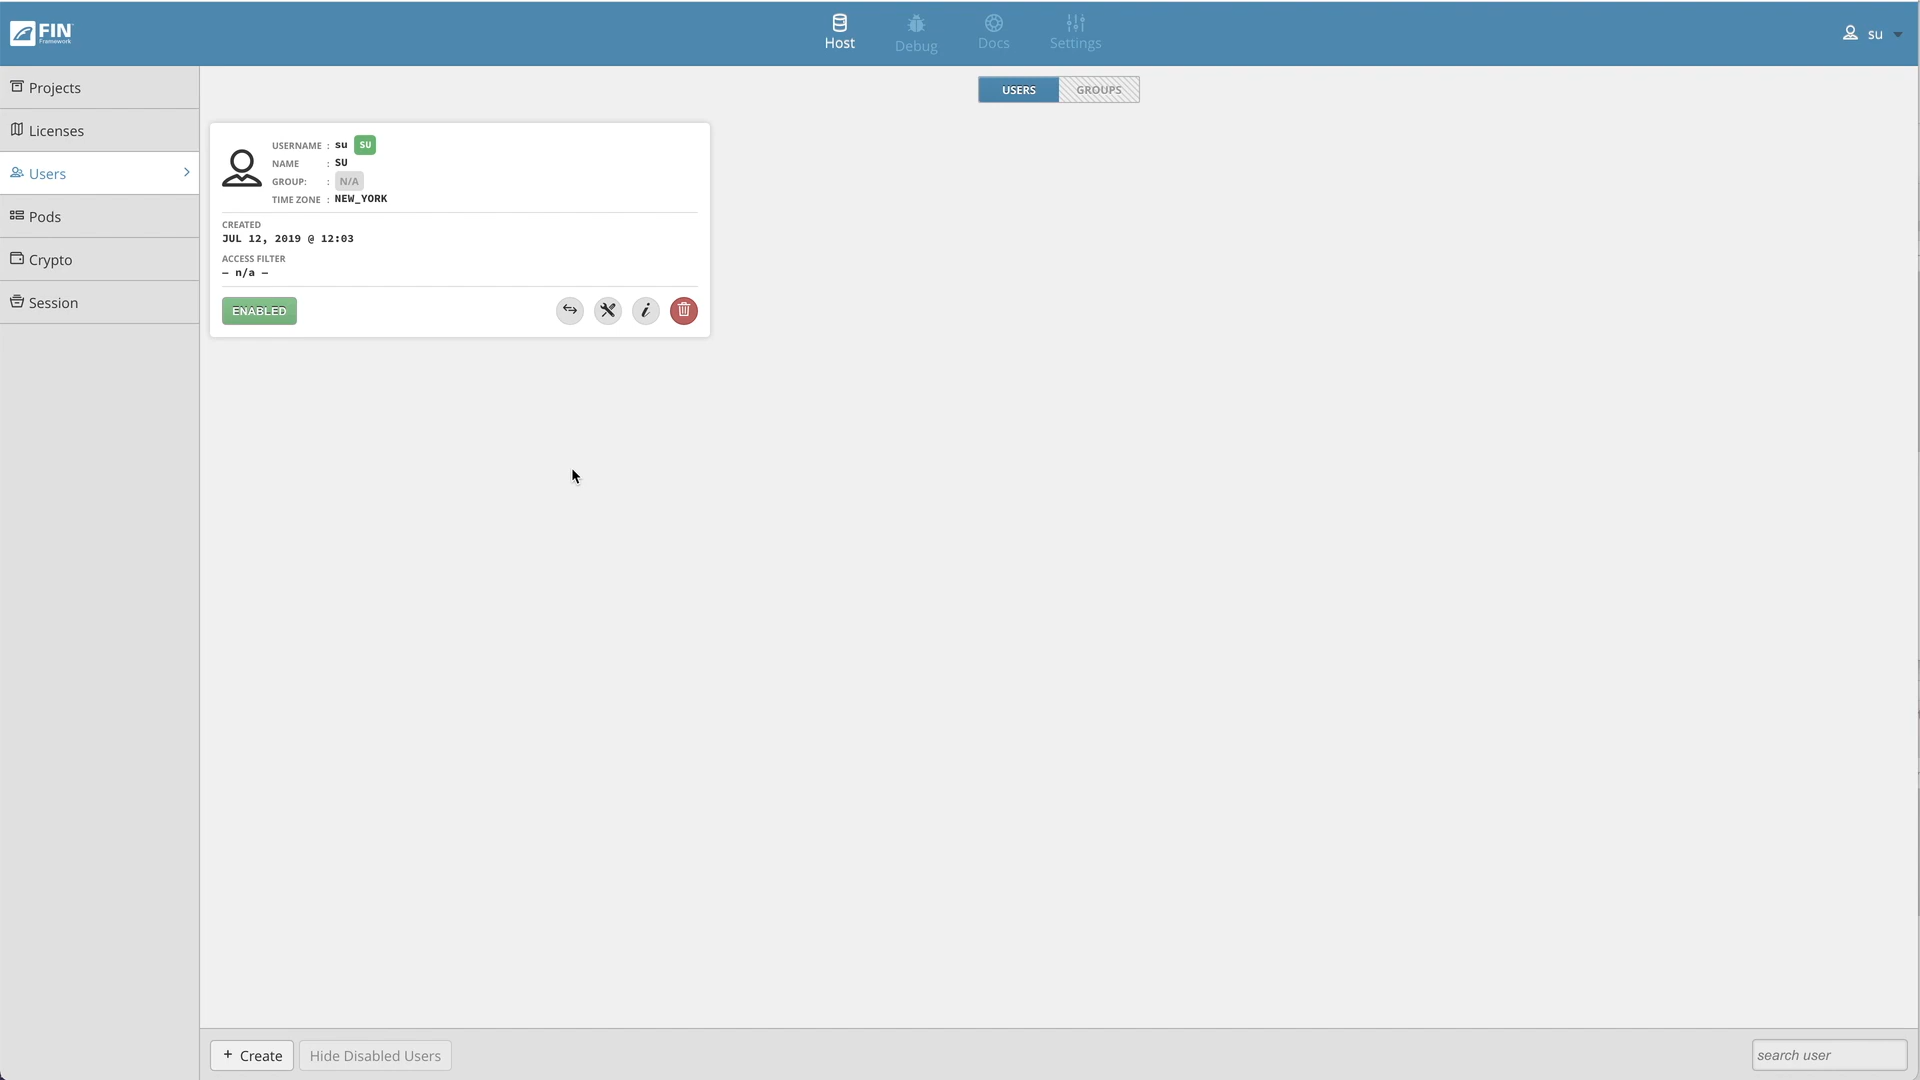 FIN
Framework
Host
Debug
Docs
Settings
su
Projects
Licenses
Users
Pods
Crypto
Session
USERS
GROUPS
USERNAME : su SU
NAME : SU
GROUP: : N/A
TIME ZONE : NEW_YORK
CREATED
JUL 12, 2019 @ 12:03
ACCESS FILTER
— n/a —
ENABLED
+ Create
Hide Disabled Users
search user